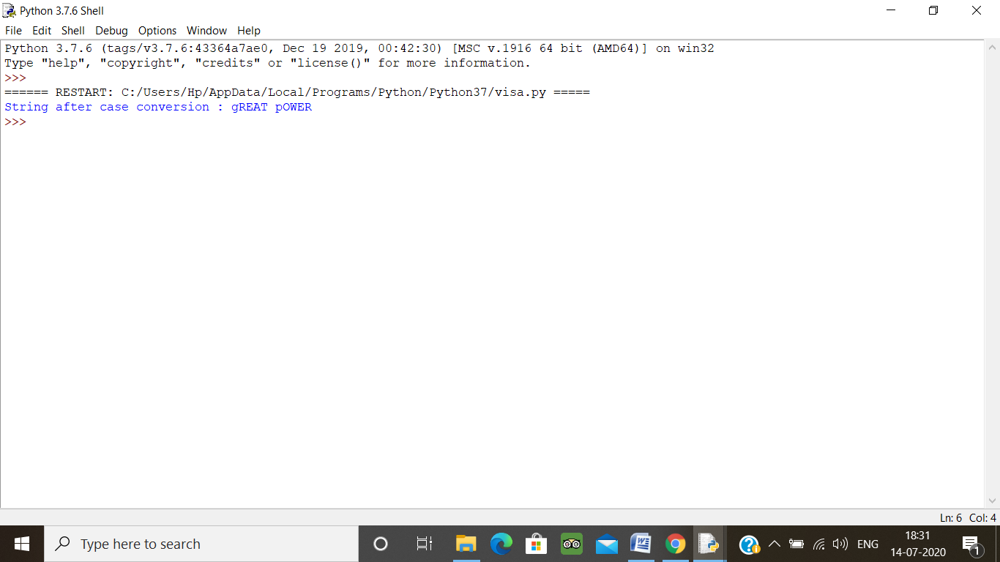 Python 3.7.6 Shell
File Edit Shell Debug Options Window Help
Python 3.7.6 (tags/v3.7.6:43364a7ae0, Dec 19 2019, 00:42:30) [MSC v.1916 64 bit (AMD64)] on win32
Type "help", "copyright", "credits" or "license()" for more information.
>>>
====== RESTART: C:/Users/Hp/AppData/Local/Programs/Python/Python37/visa.py =====
String after case conversion : gREAT pOWER
>>>
Ln: 6 Col: 4
Type here to search
ENG
18:31
14-07-2020
1